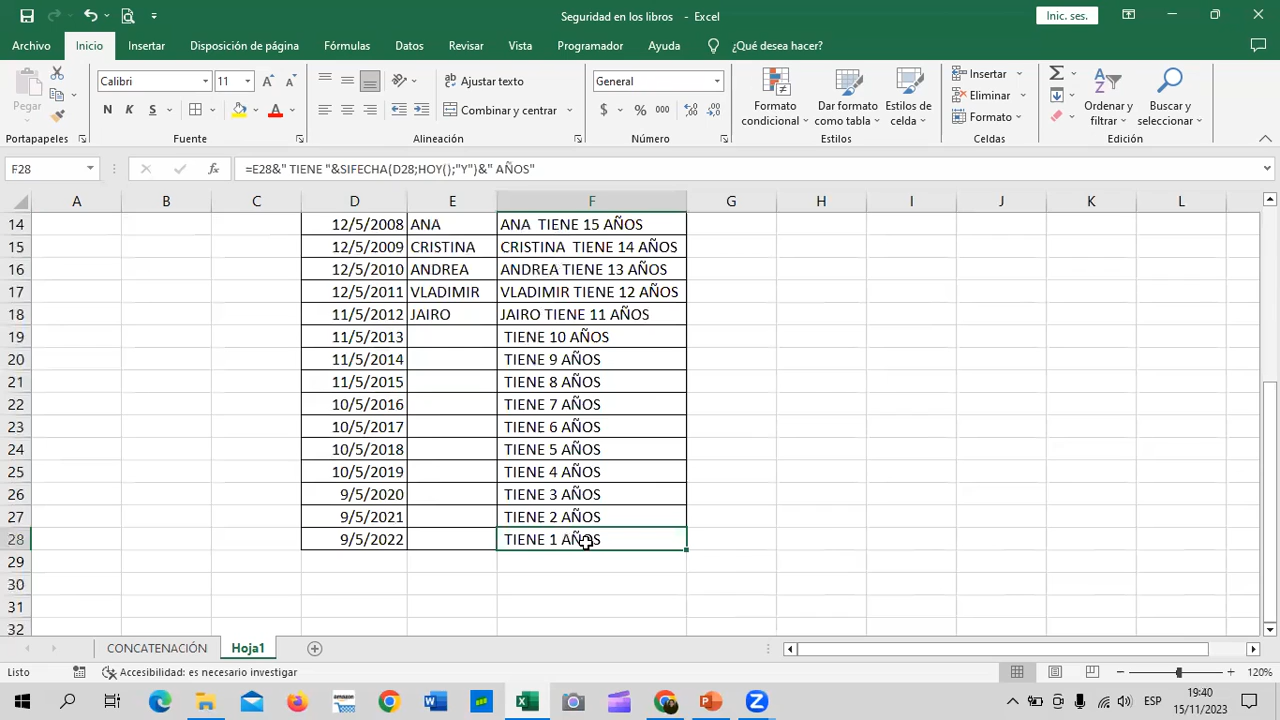 Seguridad en los libros - Excel
Inic. ses.
Archivo Inicio Insertar Disposición de página Fórmulas Datos Revisar Vista Programador Ayuda ¿Qué desea hacer?
Pegar
Calibri 11
N K S
Ajustar texto
Combinar y centrar
General
$ % 000
Formato condicional
Dar formato como tabla
Estilos de celda
Insertar
Eliminar
Formato
Ordenar y filtrar
Buscar y seleccionar
Portapapeles Fuente Alineación Número Estilos Celdas Edición
F28 =E28&" TIENE "&SIFECHA(D28;HOY();"Y")&" AÑOS"
A B C D E F G H I J K L
14 12/5/2008 ANA ANA TIENE 15 AÑOS
15 12/5/2009 CRISTINA CRISTINA TIENE 14 AÑOS
16 12/5/2010 ANDREA ANDREA TIENE 13 AÑOS
17 12/5/2011 VLADIMIR VLADIMIR TIENE 12 AÑOS
18 11/5/2012 JAIRO JAIRO TIENE 11 AÑOS
19 11/5/2013 TIENE 10 AÑOS
20 11/5/2014 TIENE 9 AÑOS
21 11/5/2015 TIENE 8 AÑOS
22 10/5/2016 TIENE 7 AÑOS
23 10/5/2017 TIENE 6 AÑOS
24 10/5/2018 TIENE 5 AÑOS
25 10/5/2019 TIENE 4 AÑOS
26 9/5/2020 TIENE 3 AÑOS
27 9/5/2021 TIENE 2 AÑOS
28 9/5/2022 TIENE 1 AÑOS
29
30
31
32
CONCATENACIÓN Hoja1
Listo Accesibilidad: es necesario investigar 120%
ESP 19:40
15/11/2023